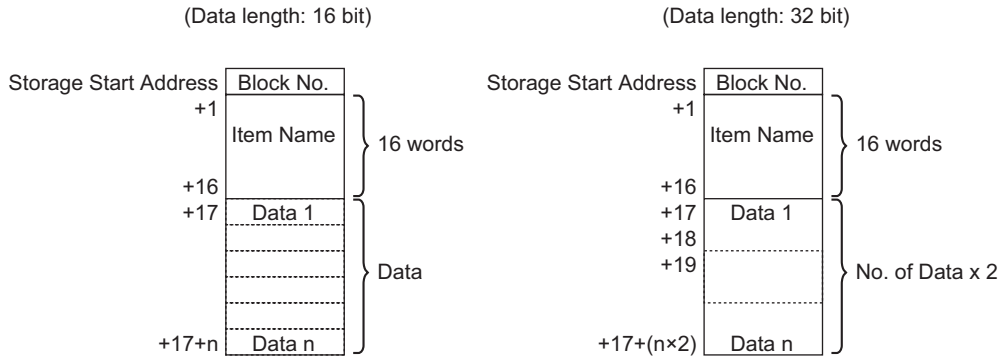 (Data length: 16 bit)
Storage Start Address Block No.
+1
Item Name
16 words
+16
+17 Data 1
Data
+17+n Data n
(Data length: 32 bit)
Storage Start Address Block No.
+1
Item Name
16 words
+16
+17 Data 1
+18
+19
No. of Data x 2
+17+(n×2) Data n